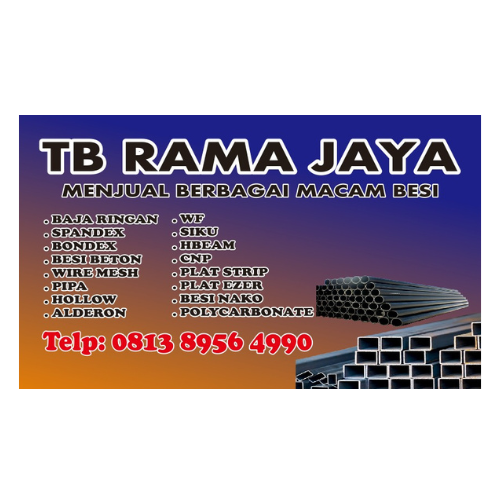 TB RAMA JAYA
MENJUAL BERBAGAI MACAM BESI
. BAJA RINGAN
. SPANDEX
. BONDEX
. BESI BETON
. WIRE MESH
. PIPA
. HOLLOW
. ALDERON
. WF
. SIKU
. HBEAM
. CNP
. PLAT STRIP
. PLAT EZER
. BESI NAKO
. POLYCARBONATE
Telp: 0813 8956 4990